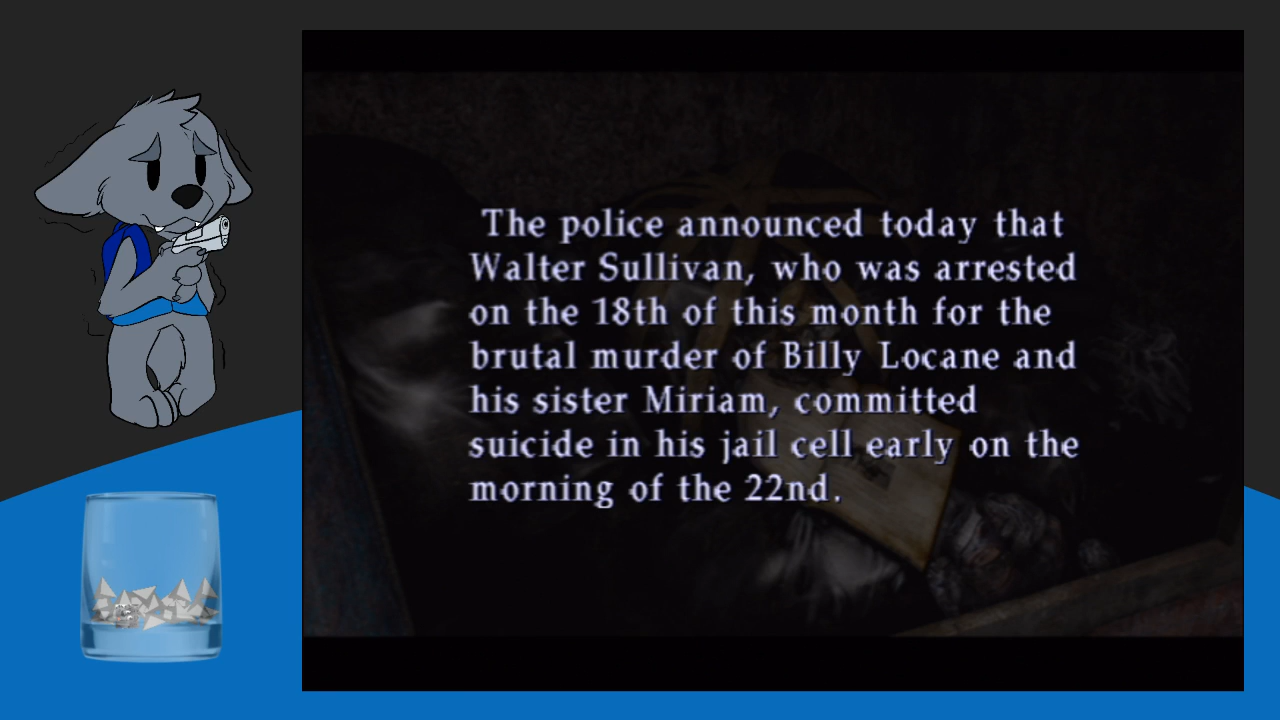 The police announced today that
Walter Sullivan, who was arrested
on the 18th of this month for the
brutal murder of Billy Locane and
his sister Miriam, committed
suicide in his jail cell early on the
morning of the 22nd.